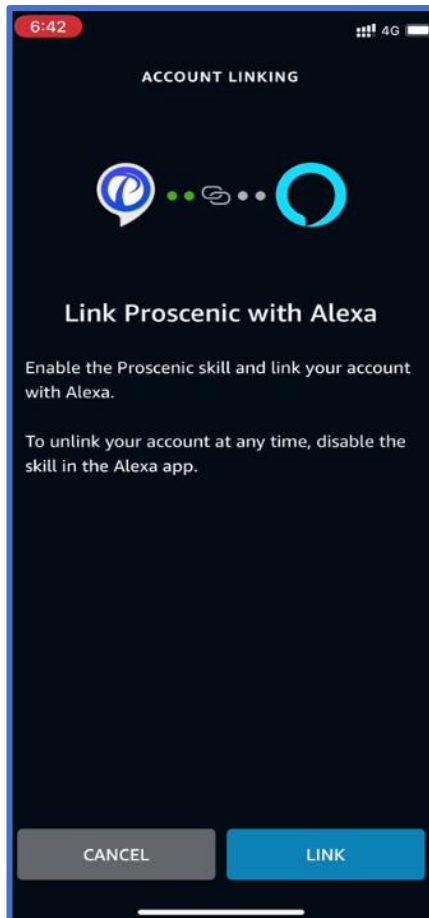 6:42
4G
ACCOUNT LINKING
Link Proscenic with Alexa
Enable the Proscenic skill and link your account
with Alexa.
To unlink your account at any time, disable the
skill in the Alexa app.
CANCEL
LINK